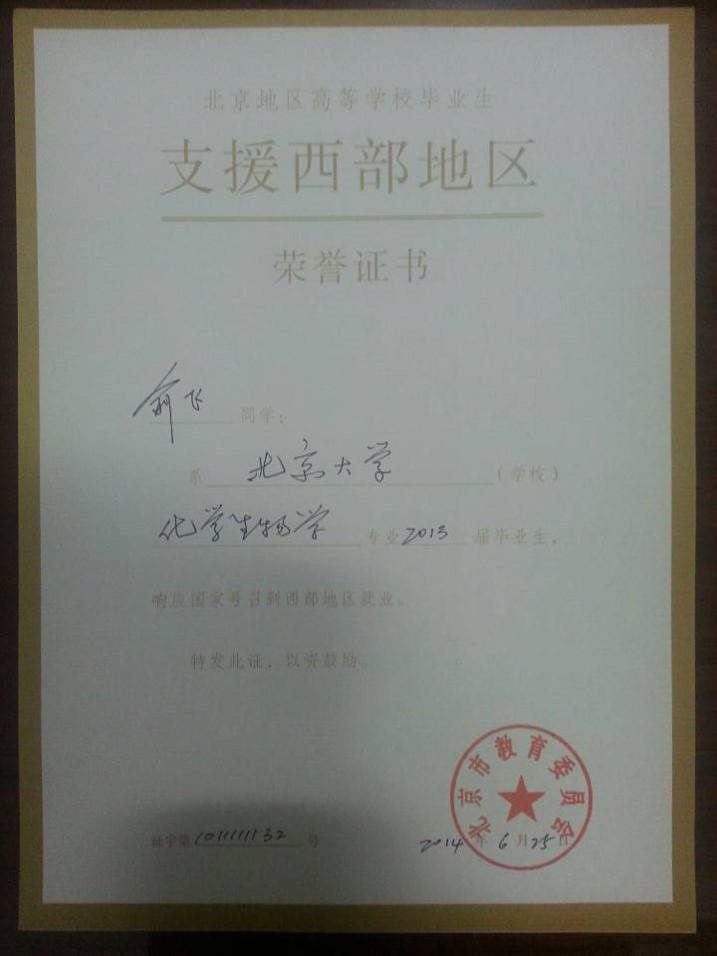 北京地区高等学校毕业生
支援西部地区
荣誉证书
俞飞 同学：
系 北京大学 （学校）
化学生物学 专业 2013 届毕业生，
响应国家号召到西部地区就业。
特发此证，以资鼓励。
北京市教育委员会
证字第 1011111132 号
2014 年 6 月 25 日